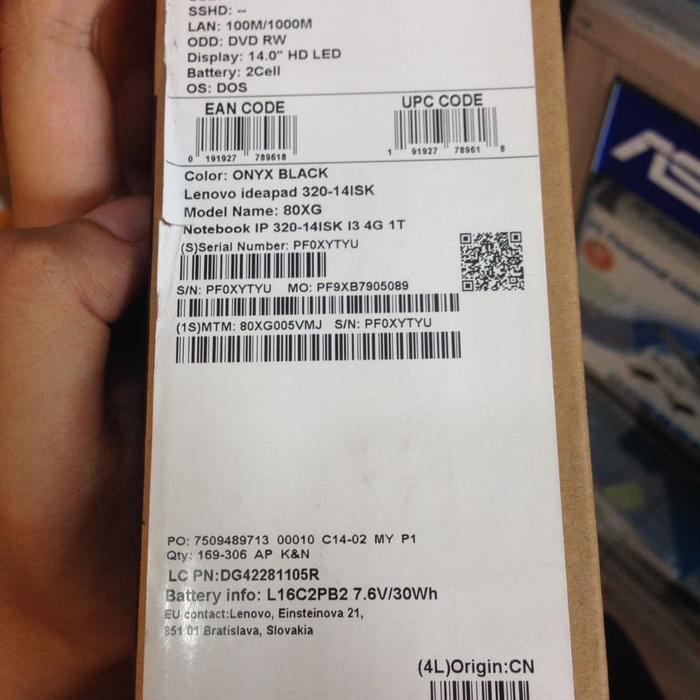 SSHD: --
LAN: 100M/1000M
ODD: DVD RW
Display: 14.0" HD LED
Battery: 2Cell
OS: DOS
EAN CODE
0 191927 789618
UPC CODE
1 91927 78961 8
Color: ONYX BLACK
Lenovo ideapad 320-14ISK
Model Name: 80XG
Notebook IP 320-14ISK I3 4G 1T
(S)Serial Number: PF0XYTYU
S/N: PF0XYTYU MO: PF9XB7905089
(1S)MTM: 80XG005VMJ S/N: PF0XYTYU
PO: 7509489713 00010 C14-02 MY P1
Qty: 169-306 AP K&N
LC PN:DG42281105R
Battery info: L16C2PB2 7.6V/30Wh
EU contact:Lenovo, Einsteinova 21,
851 01 Bratislava, Slovakia
(4L)Origin:CN